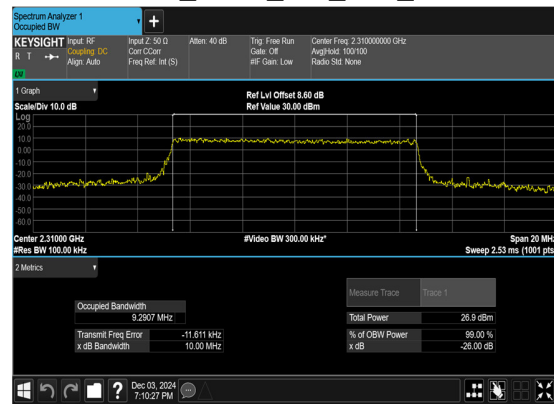 Spectrum Analyzer 1
Occupied BW
+
KEYSIGHT
R T
Input: RF
Coupling: DC
Align: Auto
Input Z: 50 Ω
Corr CCorr
Freq Ref: Int (S)
Atten: 40 dB
Trig: Free Run
Gate: Off
#IF Gain: Low
Center Freq: 2.310000000 GHz
Avg|Hold: 100/100
Radio Std: None
1 Graph
Scale/Div 10.0 dB
Ref Lvl Offset 8.60 dB
Ref Value 30.00 dBm
Log
20.0
10.0
0.00
-10.0
-20.0
-30.0
-40.0
-50.0
-60.0
Center 2.31000 GHz
#Video BW 300.00 kHz*
Span 20 MHz
#Res BW 100.00 kHz
Sweep 2.53 ms (1001 pts)
2 Metrics
Measure Trace Trace 1
Occupied Bandwidth
9.2907 MHz
Total Power 26.9 dBm
Transmit Freq Error -11.611 kHz
% of OBW Power 99.00 %
x dB Bandwidth 10.00 MHz
x dB -26.00 dB
?
Dec 03, 2024
7:10:27 PM